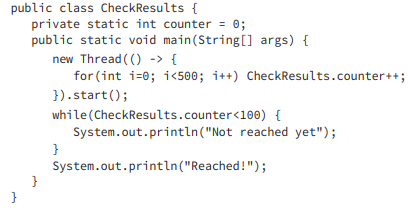 public class CheckResults {
private static int counter = 0;
public static void main(String[] args) {
new Thread(() -> {
for(int i=0; i<500; i++) CheckResults.counter++;
}).start();
while(CheckResults.counter<100) {
System.out.println("Not reached yet");
}
System.out.println("Reached!");
}
}